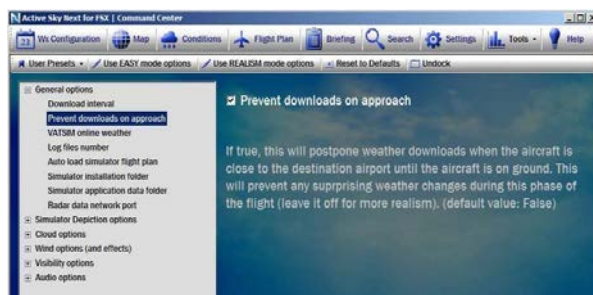 Active Sky Next for FSX | Command Center
Wx Configuration Map Conditions Flight Plan Briefing Search Settings Tools Help
User Presets Use EASY mode options Use REALISM mode options Reset to Defaults Undock
General options
Download interval
Prevent downloads on approach
VATSIM online weather
Log files number
Auto load simulator flight plan
Simulator installation folder
Simulator application data folder
Radar data network port
Simulator Depiction options
Cloud options
Wind options (and effects)
Visibility options
Audio options
Prevent downloads on approach
If true, this will postpone weather downloads when the aircraft is
close to the destination airport until the aircraft is on ground. This
will prevent any surprising weather changes during this phase of
the flight (leave it off for more realism). (default value: False)